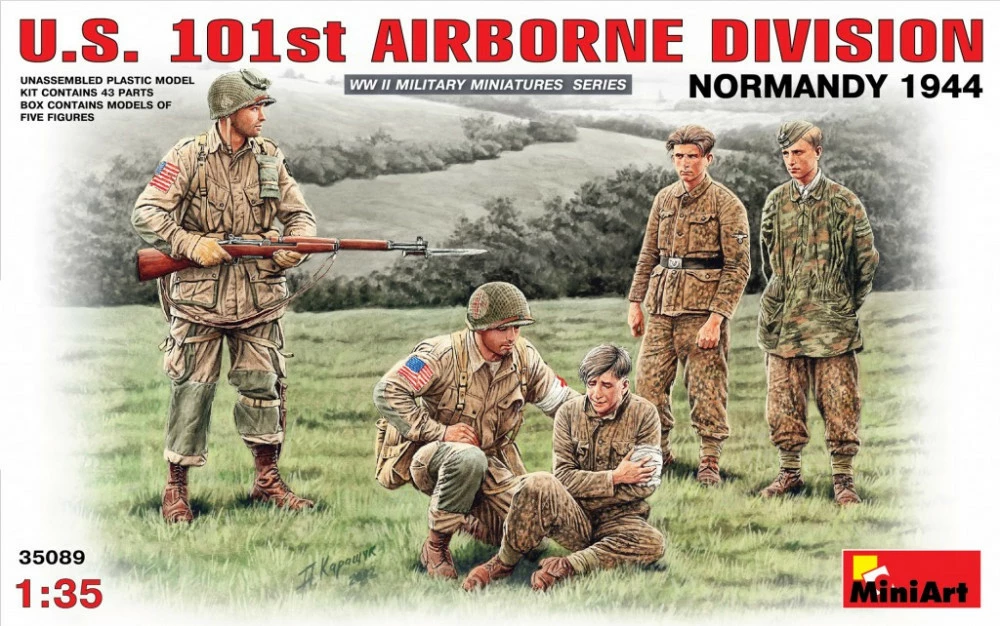 U.S. 101st AIRBORNE DIVISION
UNASSEMBLED PLASTIC MODEL
KIT CONTAINS 43 PARTS
BOX CONTAINS MODELS OF
FIVE FIGURES
WW II MILITARY MINIATURES SERIES
NORMANDY 1944
35089
1:35
MiniArt